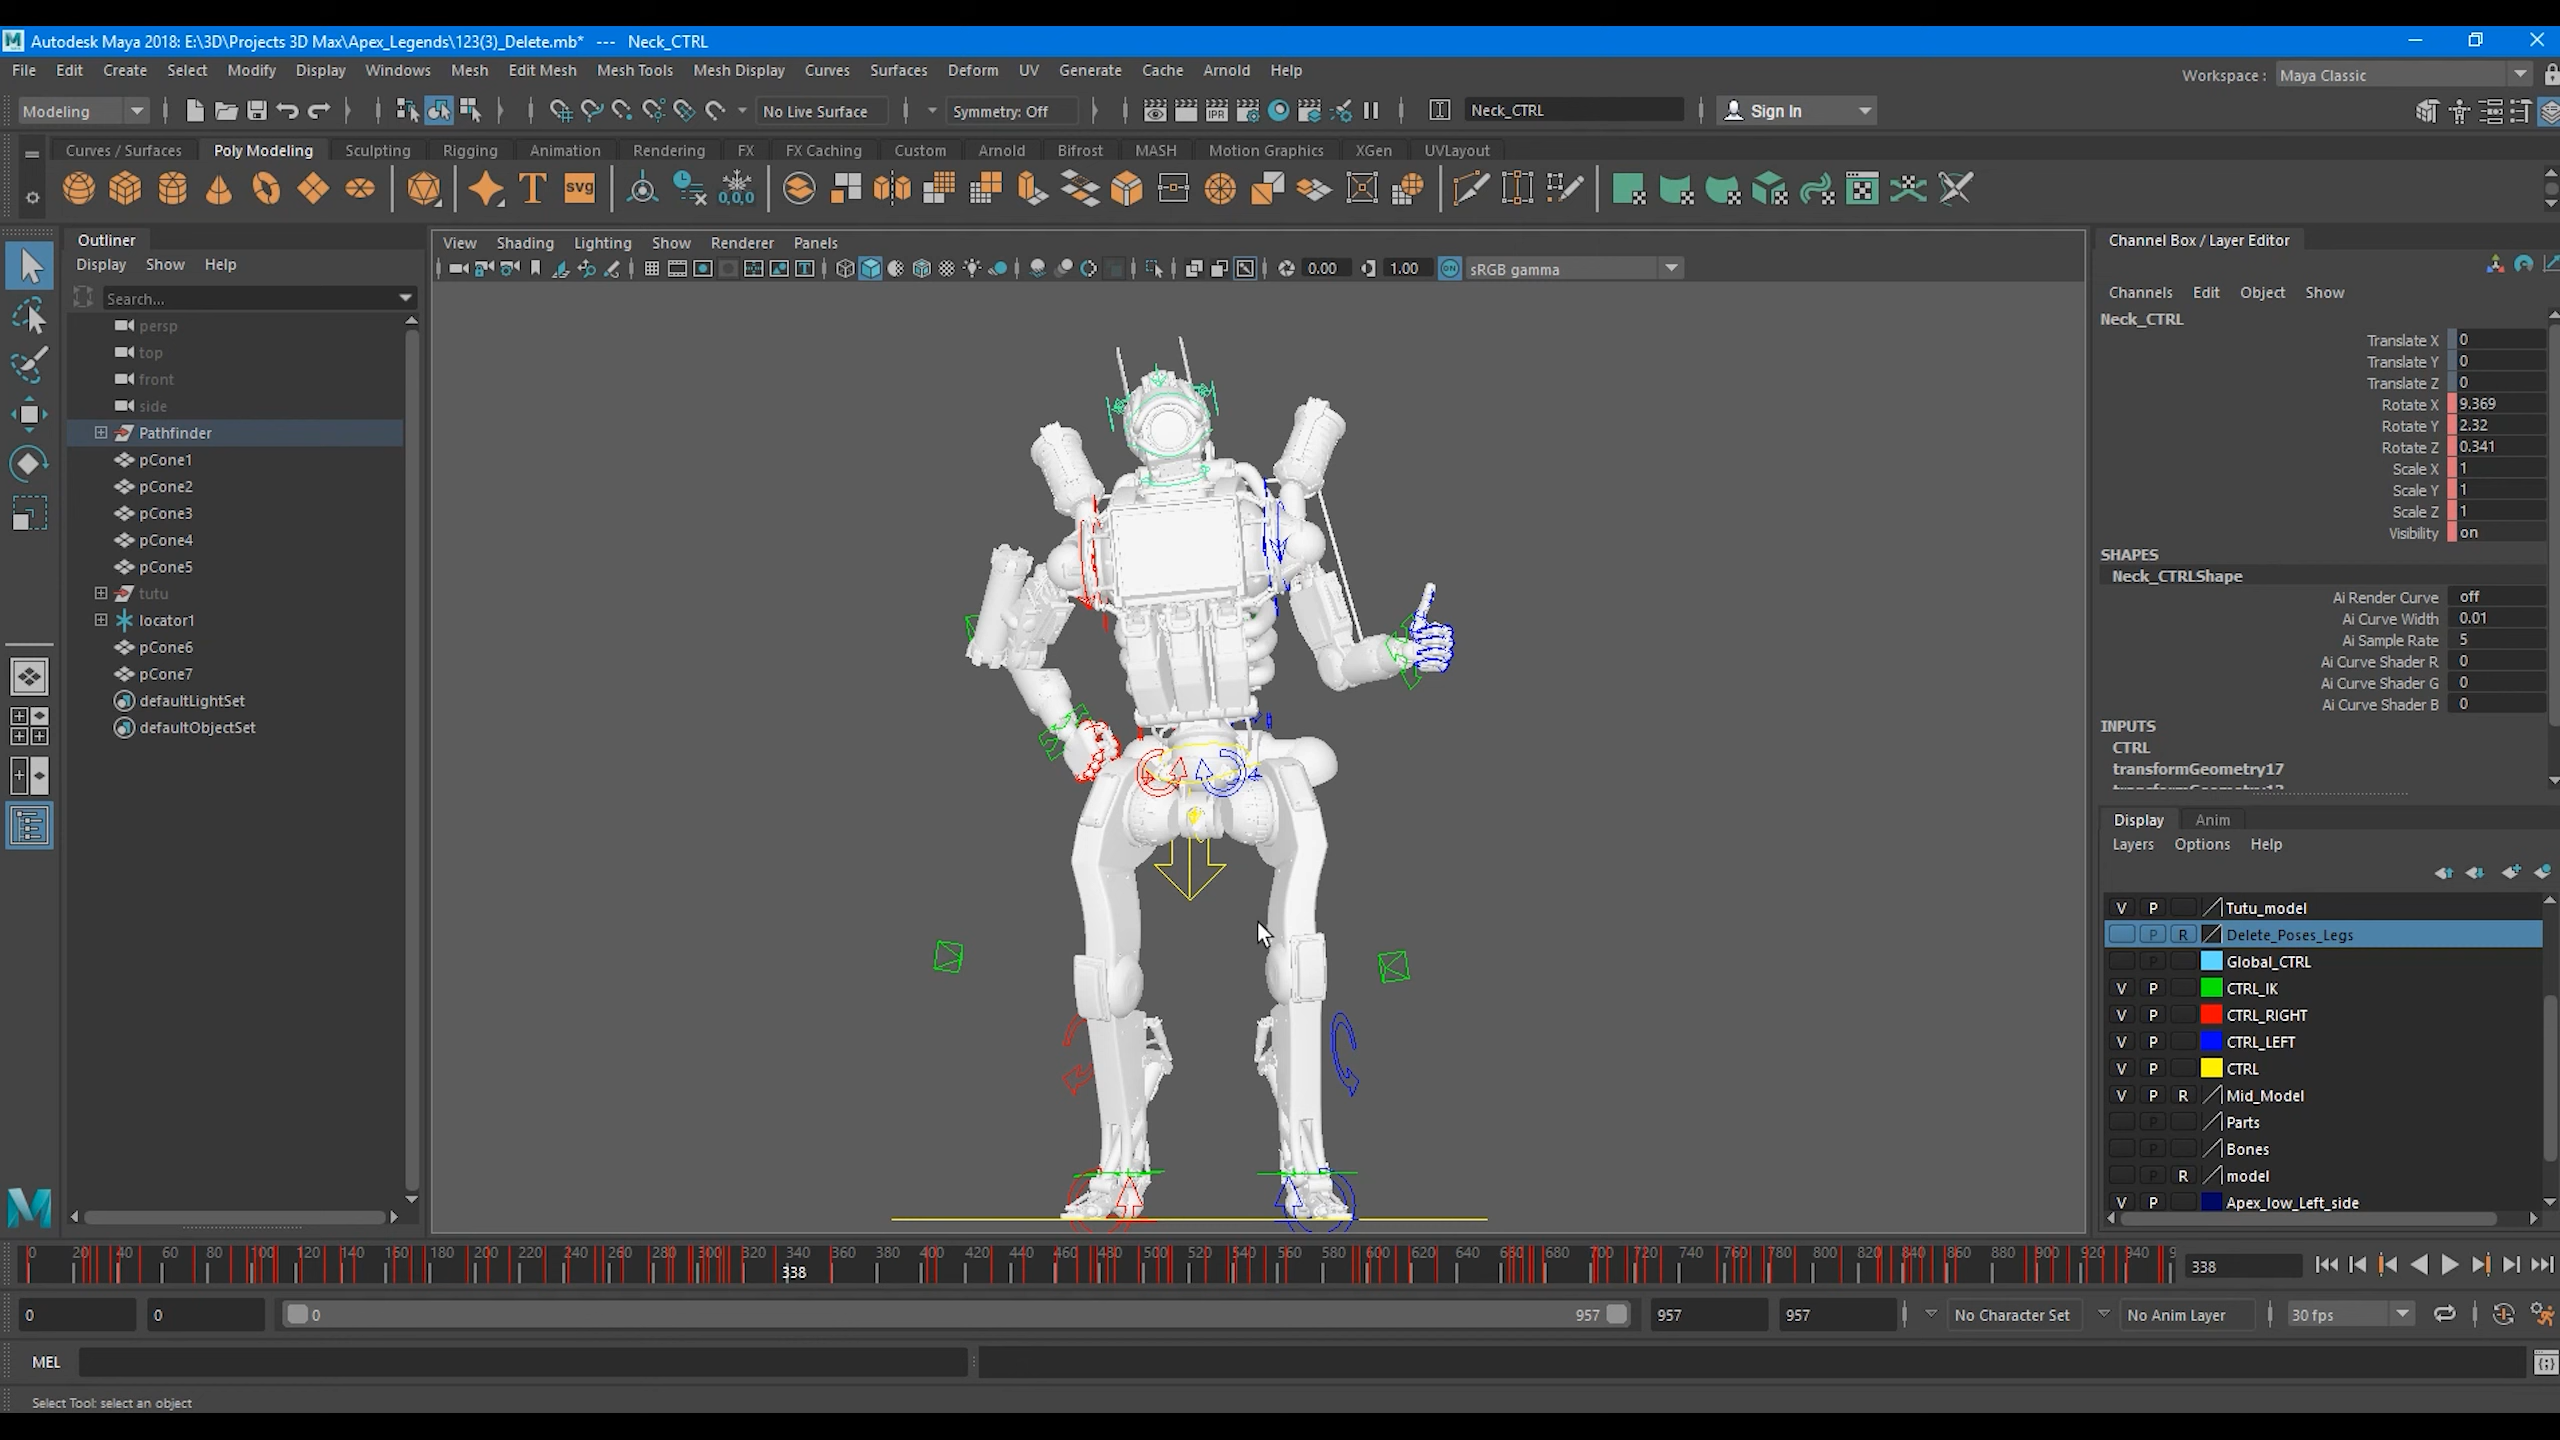 Autodesk Maya 2018: E:\3D\Projects 3D Max\Apex_Legends\123(3)_Delete.mb* --- Neck_CTRL
File Edit Create Select Modify Display Windows Mesh Edit Mesh Mesh Tools Mesh Display Curves Surfaces Deform UV Generate Cache Arnold Help
Workspace : Maya Classic
Modeling No Live Surface Symmetry: Off IPR Neck_CTRL Sign In
Curves / Surfaces Poly Modeling Sculpting Rigging Animation Rendering FX FX Caching Custom Arnold Bifrost MASH Motion Graphics XGen UVLayout
T svg 0,0,0
Outliner
Display Show Help
Search...
persp
top
front
side
Pathfinder
pCone1
pCone2
pCone3
pCone4
pCone5
tutu
locator1
pCone6
pCone7
defaultLightSet
defaultObjectSet
View Shading Lighting Show Renderer Panels
0.00 1.00 ON sRGB gamma
Channel Box / Layer Editor
Channels Edit Object Show
Neck_CTRL
Translate X 0
Translate Y 0
Translate Z 0
Rotate X 9.369
Rotate Y 2.32
Rotate Z 0.341
Scale X 1
Scale Y 1
Scale Z 1
Visibility on
SHAPES
Neck_CTRLShape
Ai Render Curve off
Ai Curve Width 0.01
Ai Sample Rate 5
Ai Curve Shader R 0
Ai Curve Shader G 0
Ai Curve Shader B 0
INPUTS
CTRL
transformGeometry17
Display Anim
Layers Options Help
V P Tutu_model
P R Delete_Poses_Legs
P Global_CTRL
V P CTRL_IK
V P CTRL_RIGHT
V P CTRL_LEFT
V P CTRL
V P R Mid_Model
P Parts
P Bones
P R model
V P Apex_low_Left_side
0 20 40 60 80 100 120 140 160 180 200 220 240 260 280 300 320 340 360 380 400 420 440 460 480 500 520 540 560 580 600 620 640 660 680 700 720 740 760 780 800 820 840 860 880 900 920 940 9
338
338
0 0 0 957 957 957 No Character Set No Anim Layer 30 fps
MEL
Select Tool: select an object